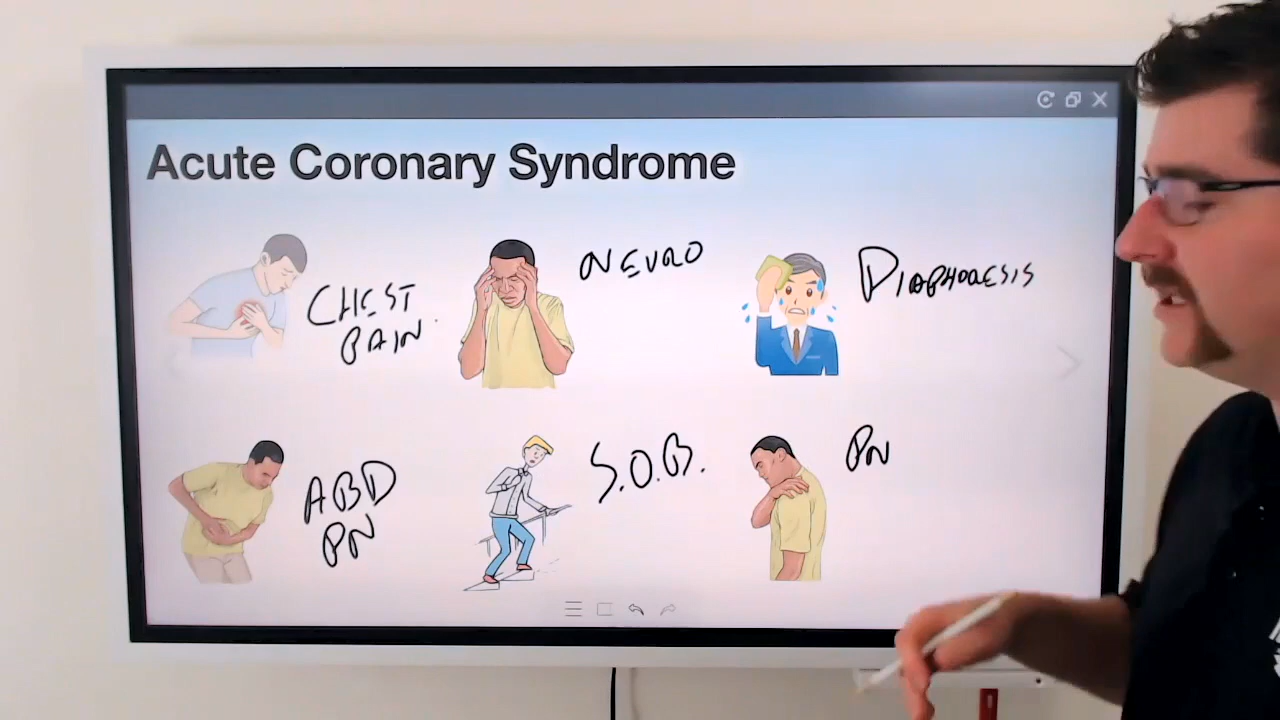 Acute Coronary Syndrome
CHEST
PAIN
NEURO
DIAPHORESIS
ABD
PN
S.O.B.
PN